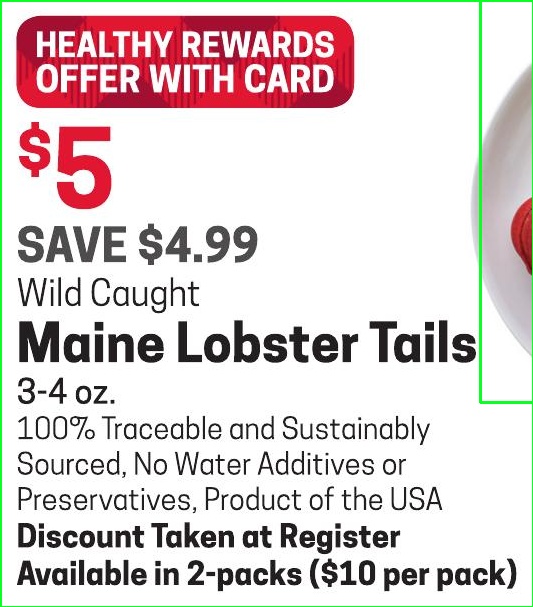 HEALTHY REWARDS
OFFER WITH CARD
$5
SAVE $4.99
Wild Caught
Maine Lobster Tails
3-4 oz.
100% Traceable and Sustainably
Sourced, No Water Additives or
Preservatives, Product of the USA
Discount Taken at Register
Available in 2-packs ($10 per pack)